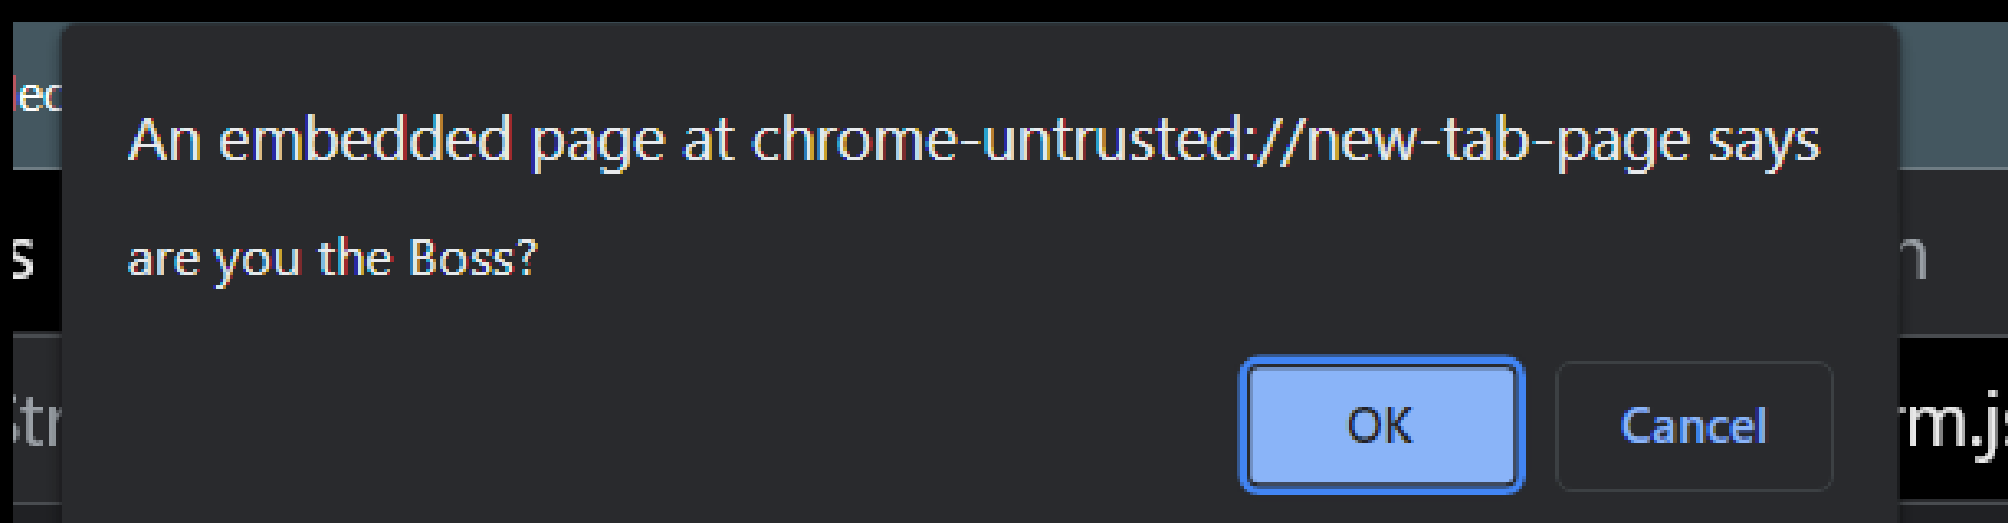 An embedded page at chrome-untrusted://new-tab-page says
are you the Boss?
OK Cancel